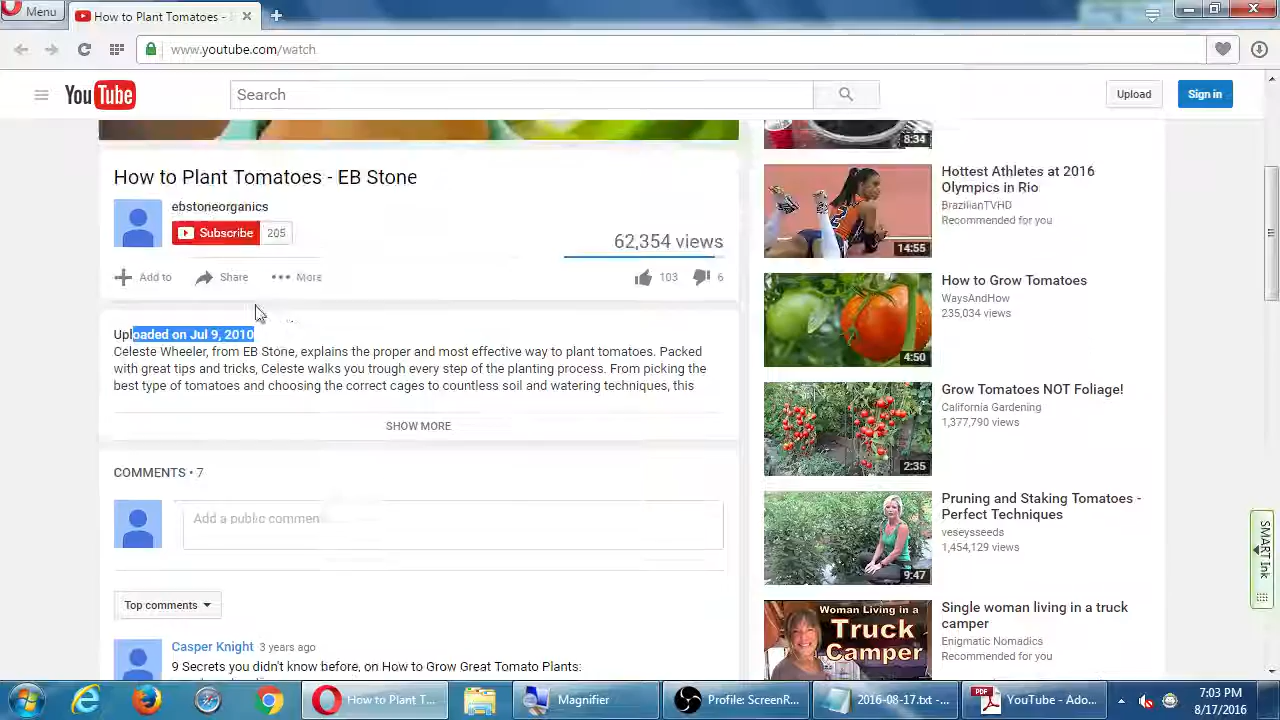 Menu
How to Plant Tomatoes -
www.youtube.com/watch
YouTube
Search
Upload
Sign in
8:34
How to Plant Tomatoes - EB Stone
ebstoneorganics
Subscribe 205
62,354 views
Add to
Share
More
103
6
Uploaded on Jul 9, 2010
Celeste Wheeler, from EB Stone, explains the proper and most effective way to plant tomatoes. Packed
with great tips and tricks, Celeste walks you trough every step of the planting process. From picking the
best type of tomatoes and choosing the correct cages to countless soil and watering techniques, this
SHOW MORE
COMMENTS • 7
Add a public commen
Top comments
Casper Knight 3 years ago
9 Secrets you didn't know before, on How to Grow Great Tomato Plants:
14:55
Hottest Athletes at 2016
Olympics in Rio
BrazilianTVHD
Recommended for you
4:50
How to Grow Tomatoes
WaysAndHow
235,034 views
2:35
Grow Tomatoes NOT Foliage!
California Gardening
1,377,790 views
9:47
Pruning and Staking Tomatoes -
Perfect Techniques
veseysseeds
1,454,129 views
Woman Living in a
Truck
Camper
Single woman living in a truck
camper
Enigmatic Nomadics
Recommended for you
SMART Ink
How to Plant T...
Magnifier
Profile: ScreenR...
2016-08-17.txt -...
PDF
YouTube - Ado...
7:03 PM
8/17/2016